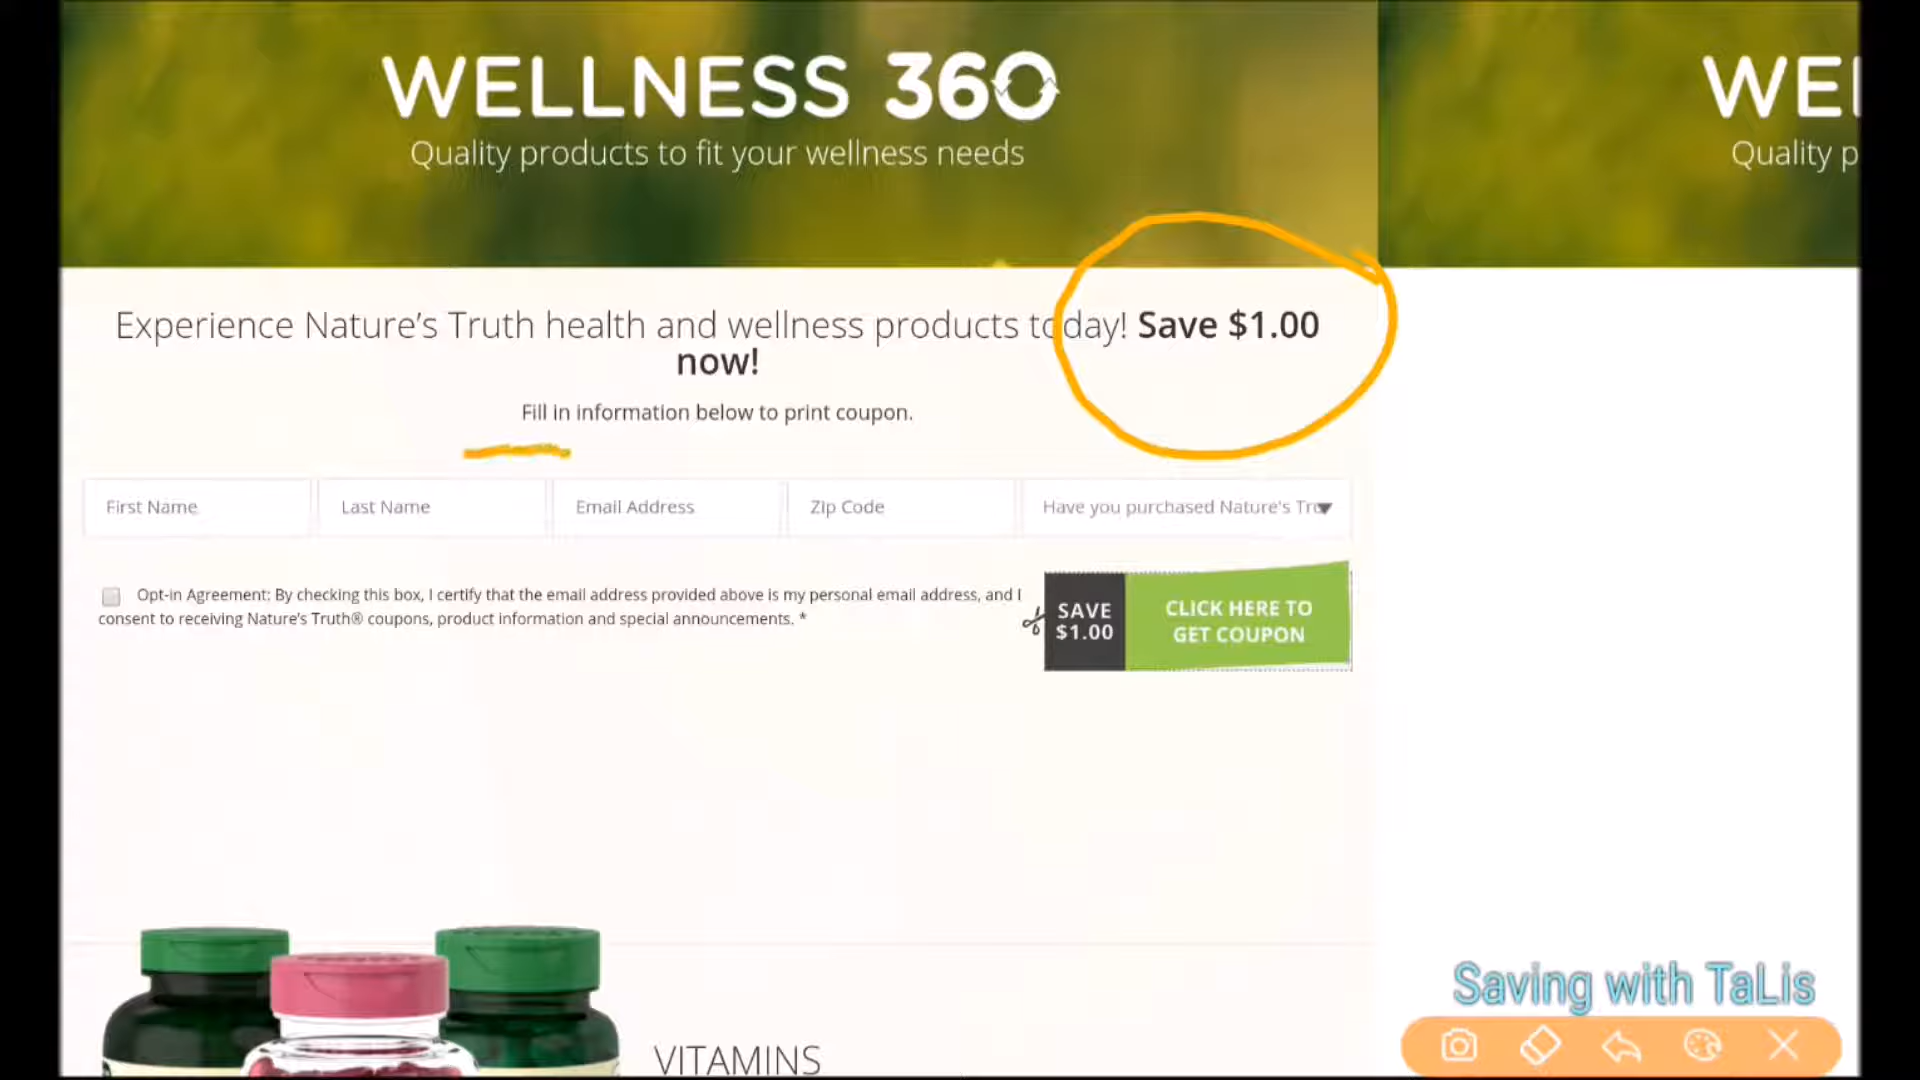 WELLNESS 360
Quality products to fit your wellness needs
WEL
Quality p
Experience Nature's Truth health and wellness products today! Save $1.00
now!
Fill in information below to print coupon.
First Name
Last Name
Email Address
Zip Code
Have you purchased Nature's Tru
Opt-in Agreement: By checking this box, I certify that the email address provided above is my personal email address, and I
consent to receiving Nature's Truth® coupons, product information and special announcements. *
SAVE
$1.00
CLICK HERE TO
GET COUPON
VITAMINS
Saving with TaLis